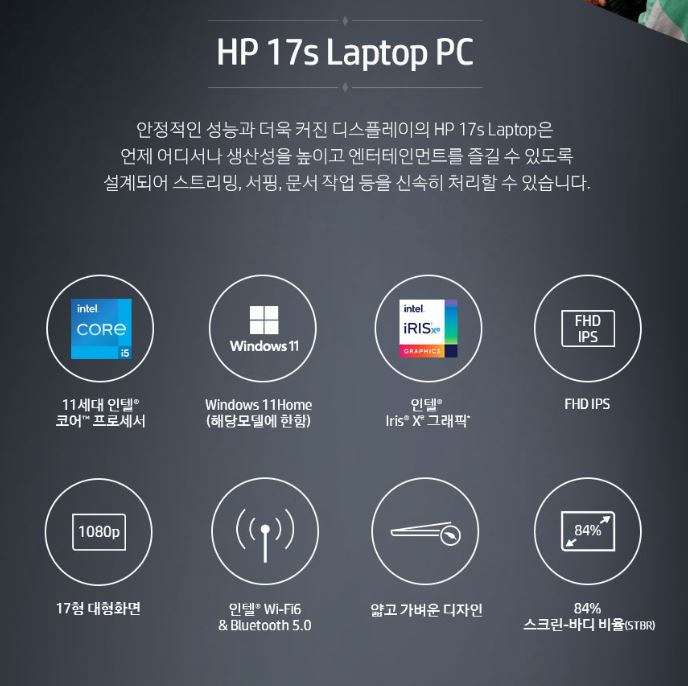 HP 17s Laptop PC
안정적인 성능과 더욱 커진 디스플레이의 HP 17s Laptop은
언제 어디서나 생산성을 높이고 엔터테인먼트를 즐길 수 있도록
설계되어 스트리밍, 서핑, 문서 작업 등을 신속히 처리할 수 있습니다.
intel
CORE
i5
11세대 인텔®
코어™ 프로세서
Windows 11
Windows 11Home
(해당모델에 한함)
intel
iRIS xe
GRAPHICS
인텔®
Iris® Xᵉ 그래픽*
FHD
IPS
FHD IPS
1080p
17형 대형화면
인텔® Wi-Fi6
& Bluetooth 5.0
얇고 가벼운 디자인
84%
84%
스크린-바디 비율(STBR)